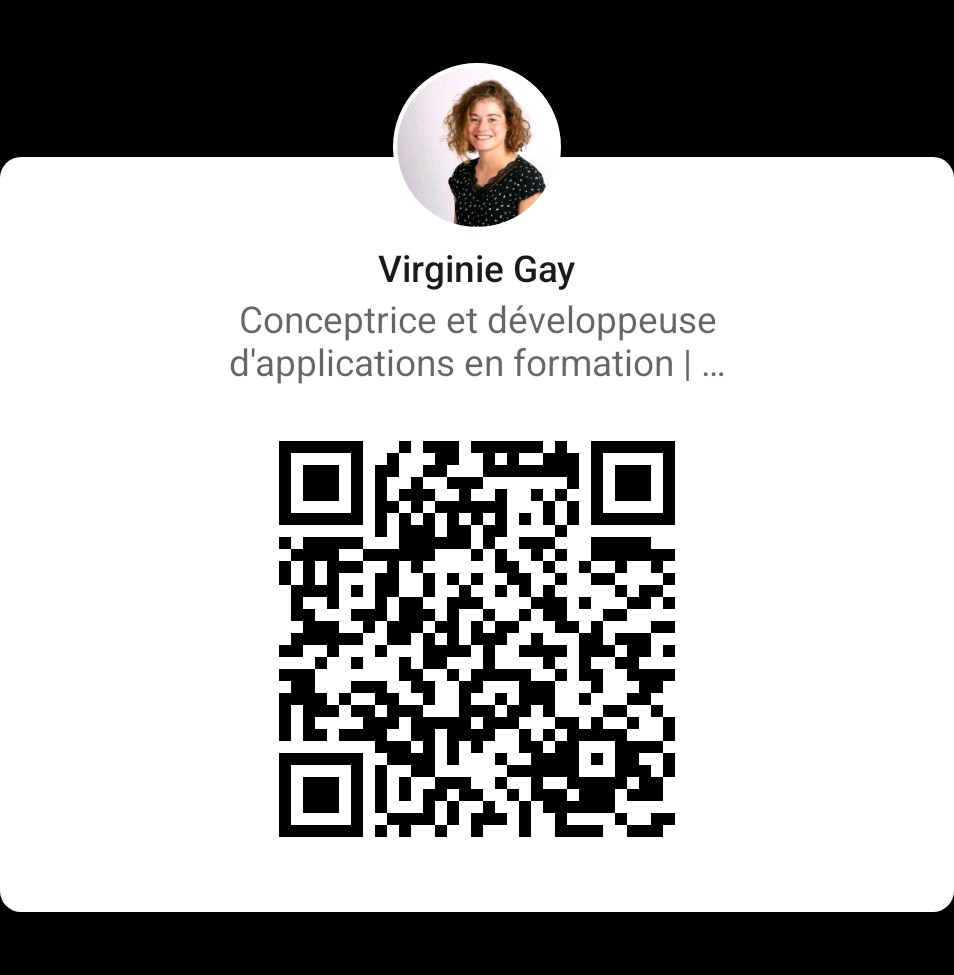 Virginie Gay
Conceptrice et développeuse
d'applications en formation | ...